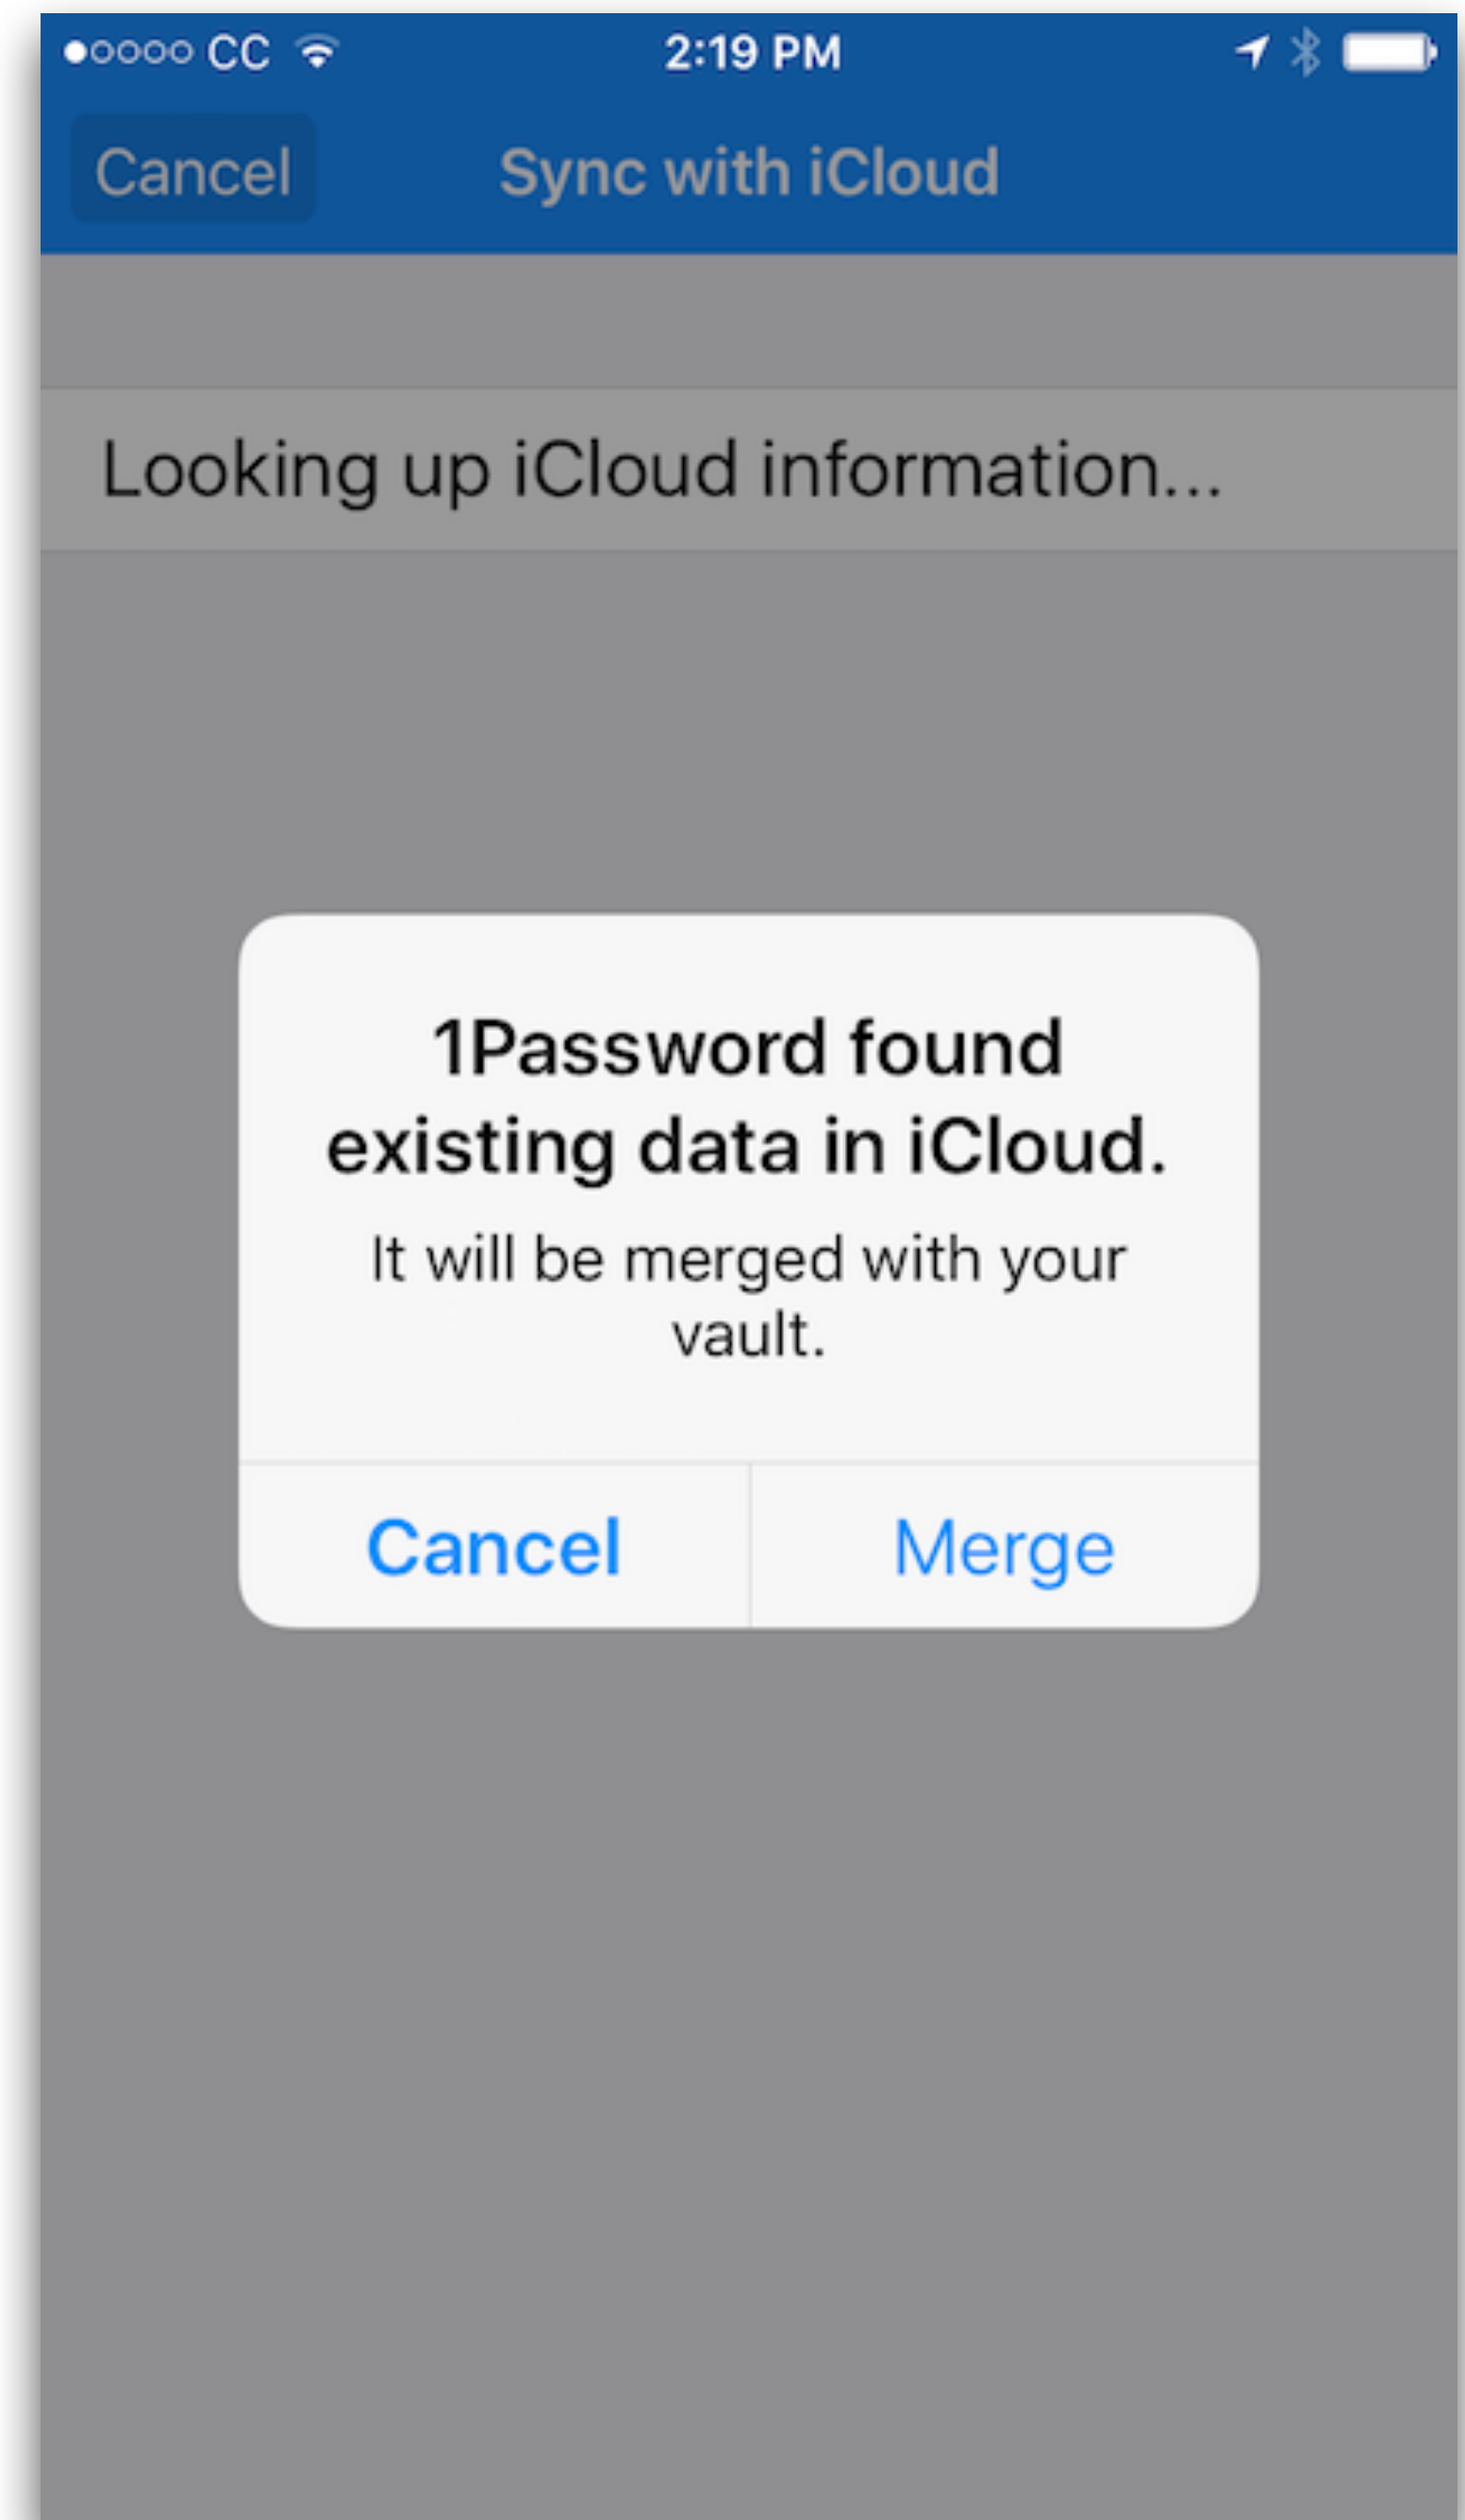 CC 2:19 PM
Cancel Sync with iCloud
Looking up iCloud information...
1Password found
existing data in iCloud.
It will be merged with your
vault.
Cancel Merge